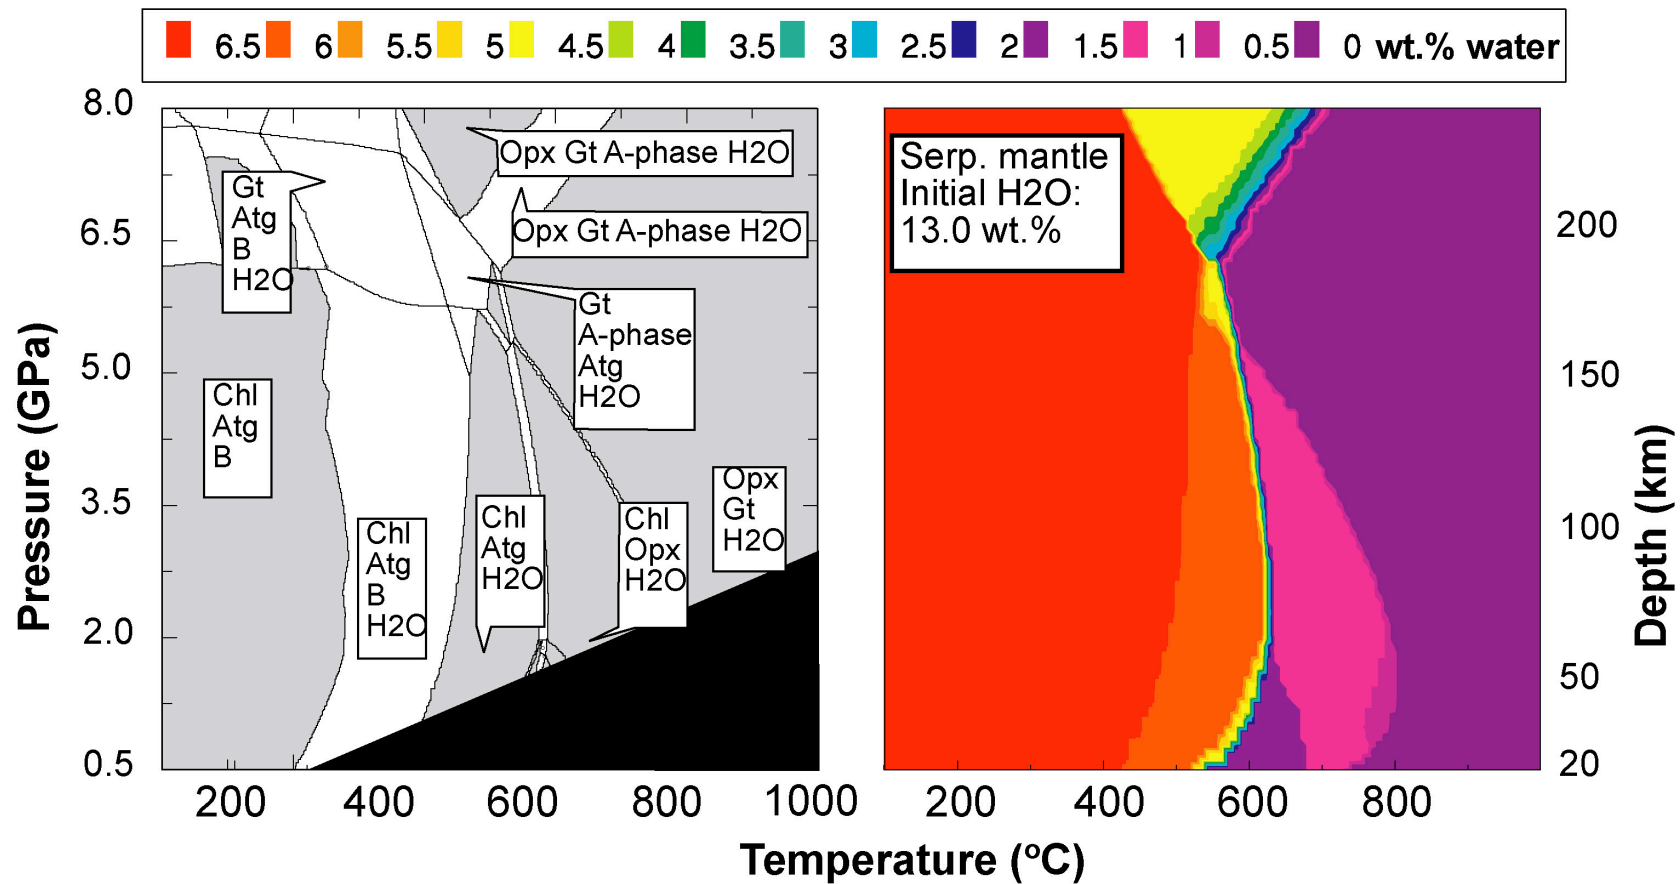 6.5 6 5.5 5 4.5 4 3.5 3 2.5 2 1.5 1 0.5 0 wt.% water
8.0
6.5
5.0
3.5
2.0
0.5
Pressure (GPa)
Opx Gt A-phase H2O
Opx Gt A-phase H2O
Gt
Atg
B
H2O
Gt
A-phase
Atg
H2O
Chl
Atg
B
Chl
Atg
B
H2O
Chl
Atg
H2O
Chl
Opx
H2O
Opx
Gt
H2O
200 400 600 800 1000
Serp. mantle
Initial H2O:
13.0 wt.%
200
150
100
50
20
Depth (km)
200 400 600 800
Temperature (ºC)